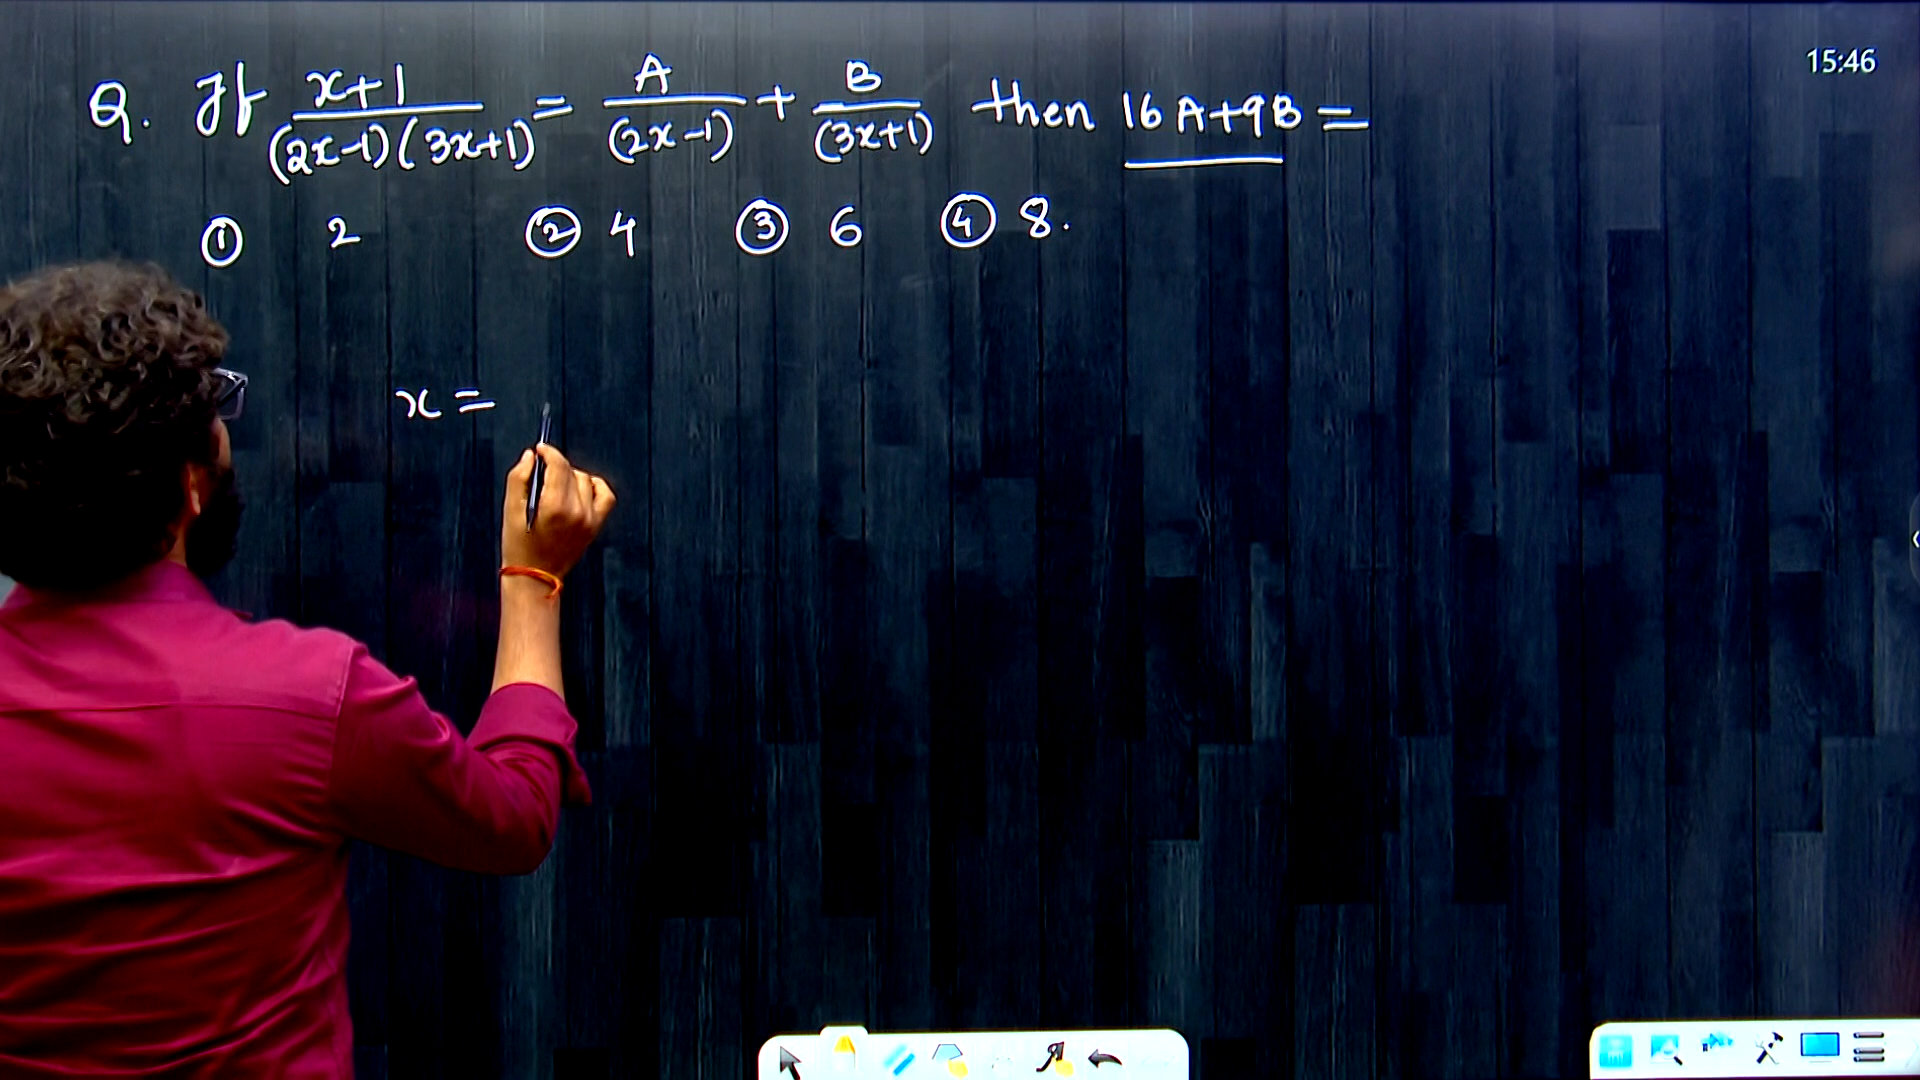 15:46
Q. If x+1/(2x-1)(3x+1) = A/(2x-1) + B/(3x+1) then 16A+9B =
① 2 ② 4 ③ 6 ④ 8.
x =